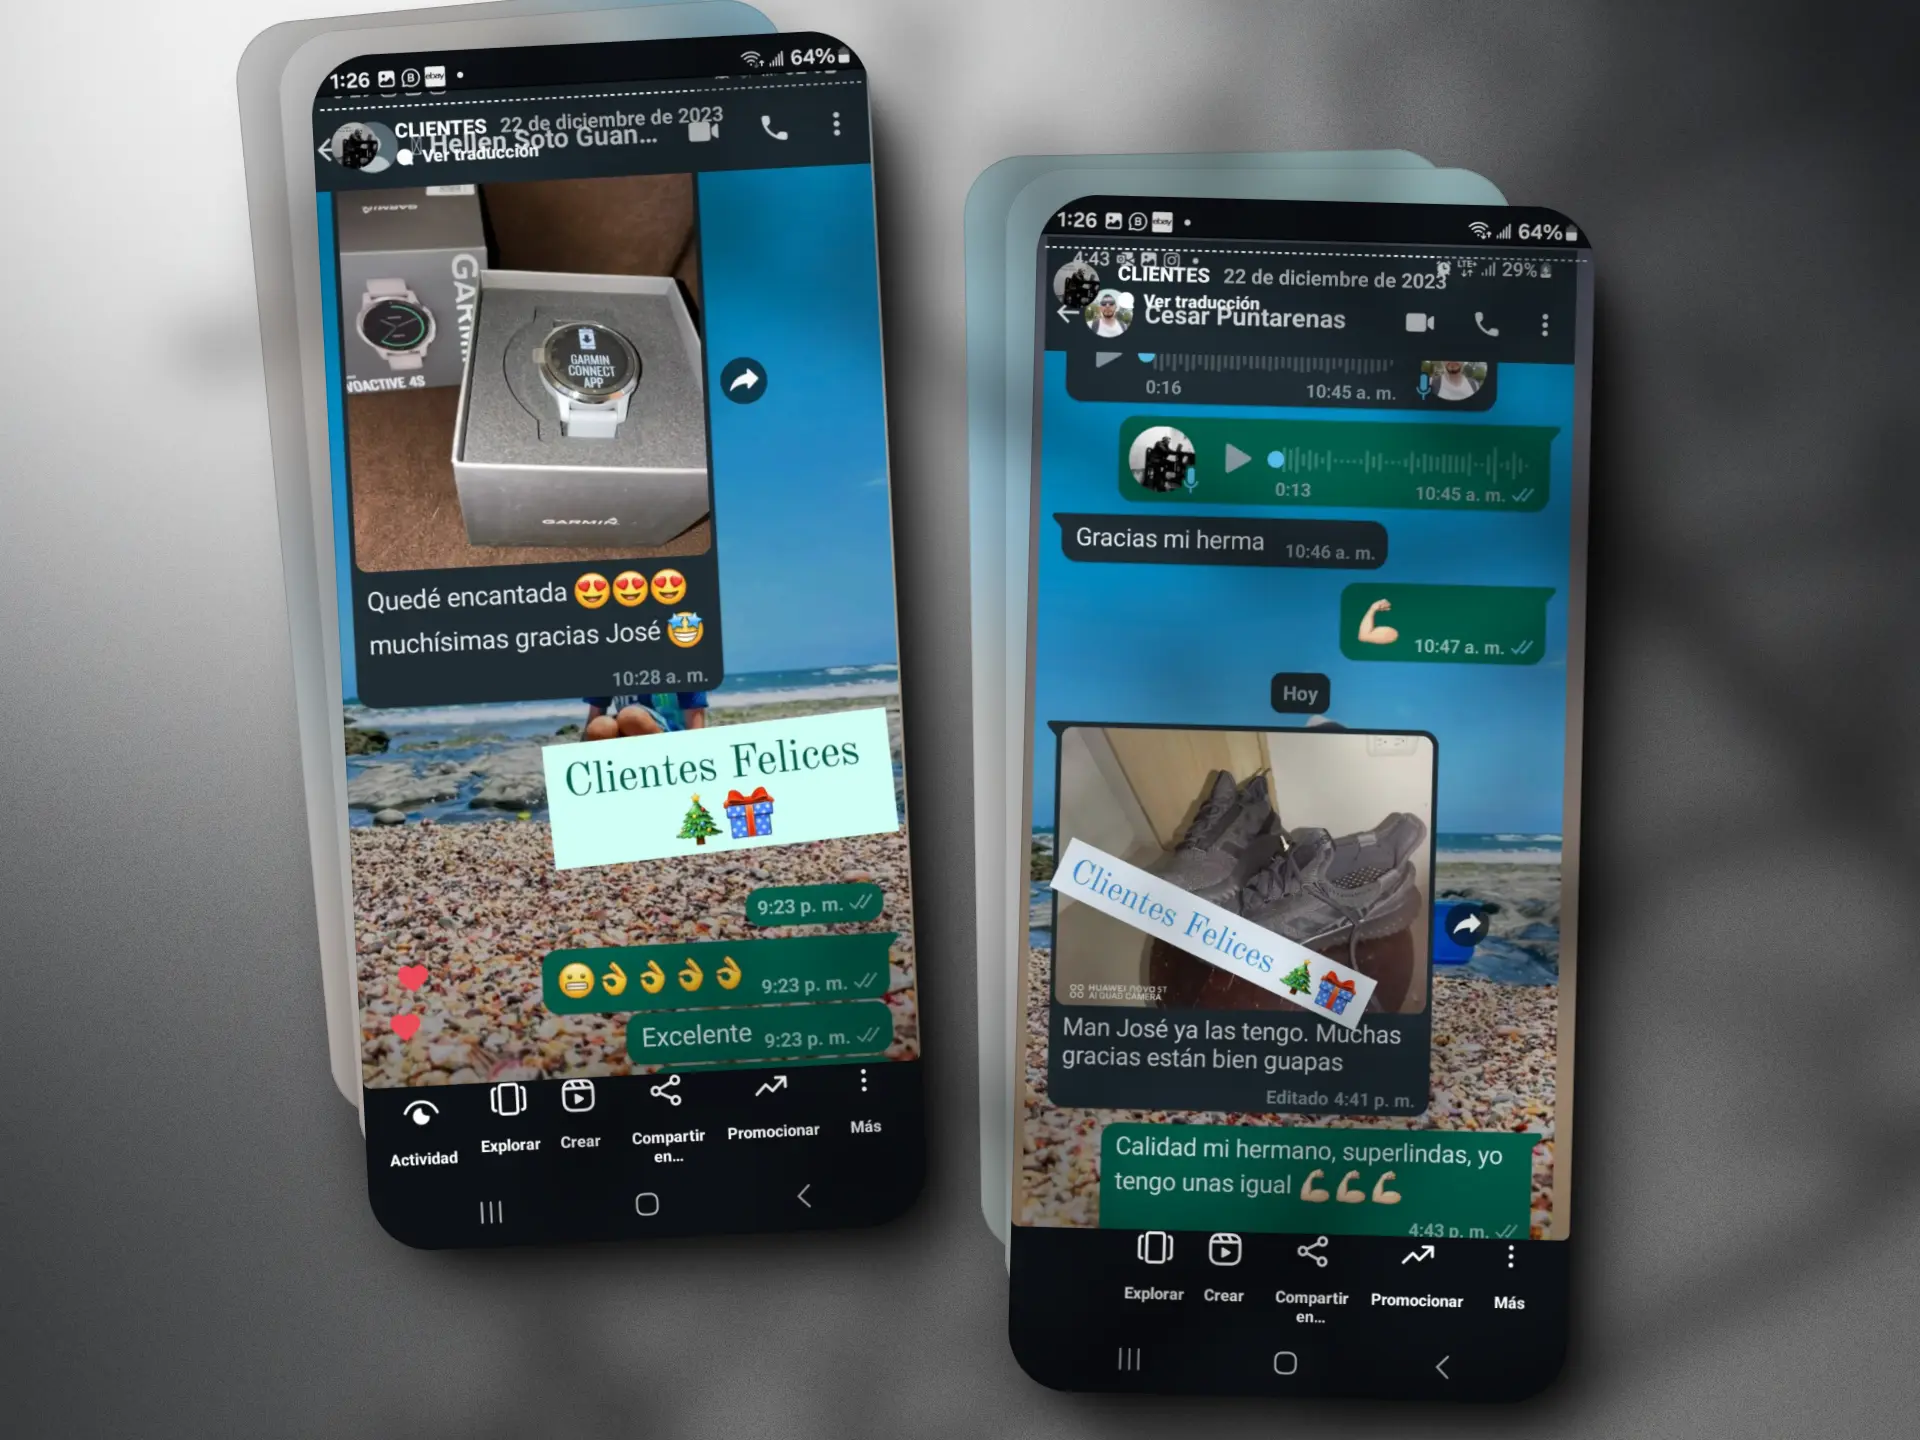 1:26
64%
CLIENTES 22 de diciembre de 2023
Hellen Soto Guan...
Ver traducción
GARMIN
GARMIN
VOACTIVE 4S
GARMIN
CONNECT
APP
GARMIN
Quedé encantada 😍😍😍
muchísimas gracias José 🤩
10:28 a. m.
Clientes Felices
🎄🎁
9:23 p. m.
😬👌👌👌👌 9:23 p. m.
Excelente 9:23 p. m.
Actividad
Explorar
Crear
Compartir
en...
Promocionar
Más
1:26
64%
4:43
LTE+
29%
CLIENTES 22 de diciembre de 2023
Ver traducción
Cesar Puntarenas
0:16 10:45 a. m.
0:13 10:45 a. m.
Gracias mi herma 10:46 a. m.
💪 10:47 a. m.
Hoy
Clientes Felices 🎄🎁
HUAWEI nova 5T
AI QUAD CAMERA
Man José ya las tengo. Muchas
gracias están bien guapas
Editado 4:41 p. m.
Calidad mi hermano, superlindas, yo
tengo unas igual 💪💪💪
4:43 p. m.
Explorar
Crear
Compartir
en...
Promocionar
Más